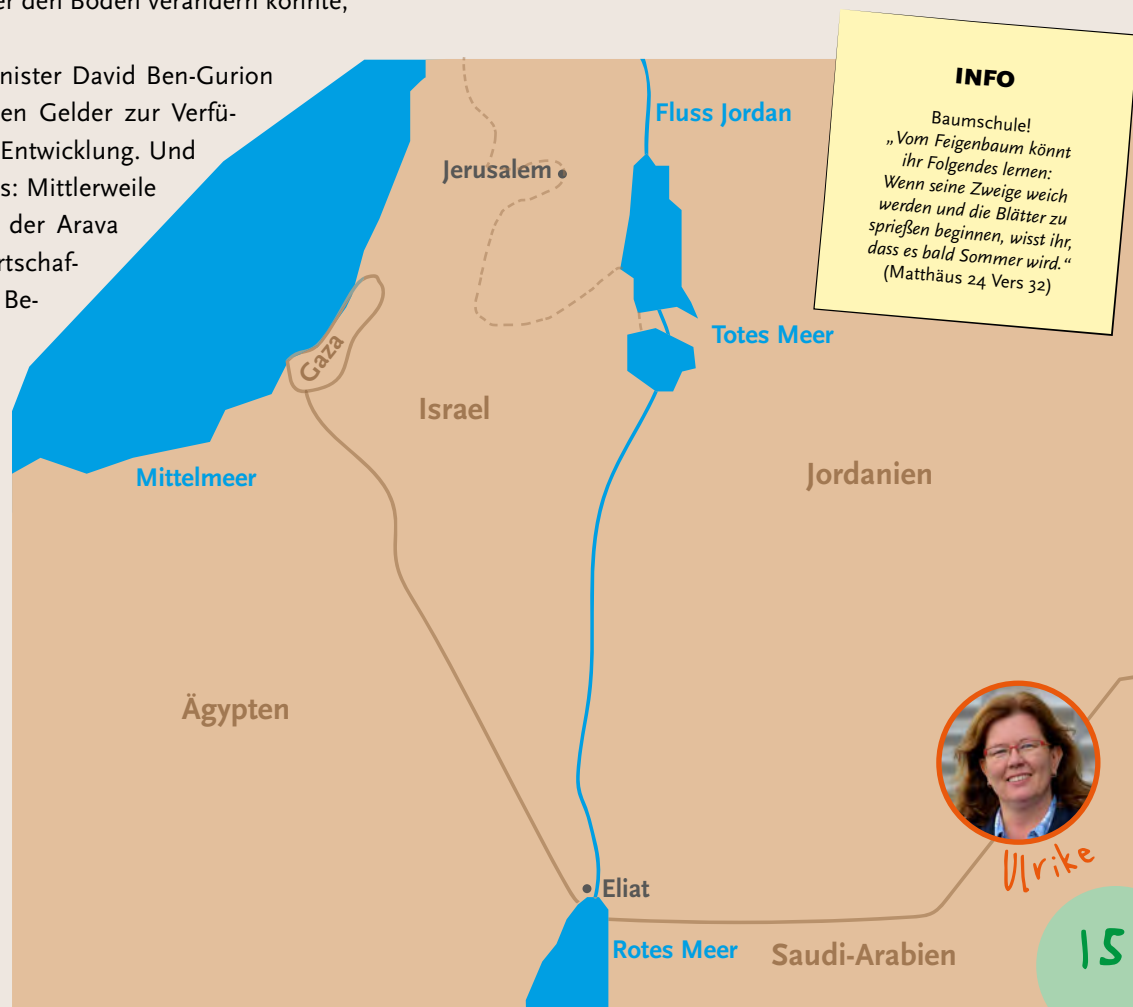 er den Boden verändern könnte,
nister David Ben-Gurion
en Gelder zur Verfü-
Entwicklung. Und
s: Mittlerweile
der Arava
rtschaf-
Be-
INFO
Baumschule!
„Vom Feigenbaum könnt
ihr Folgendes lernen:
Wenn seine Zweige weich
werden und die Blätter zu
sprießen beginnen, wisst ihr,
dass es bald Sommer wird.“
(Matthäus 24 Vers 32)
Fluss Jordan
Jerusalem
Totes Meer
Gaza
Israel
Mittelmeer
Jordanien
Ägypten
Ulrike
Eliat
Rotes Meer
Saudi-Arabien
15